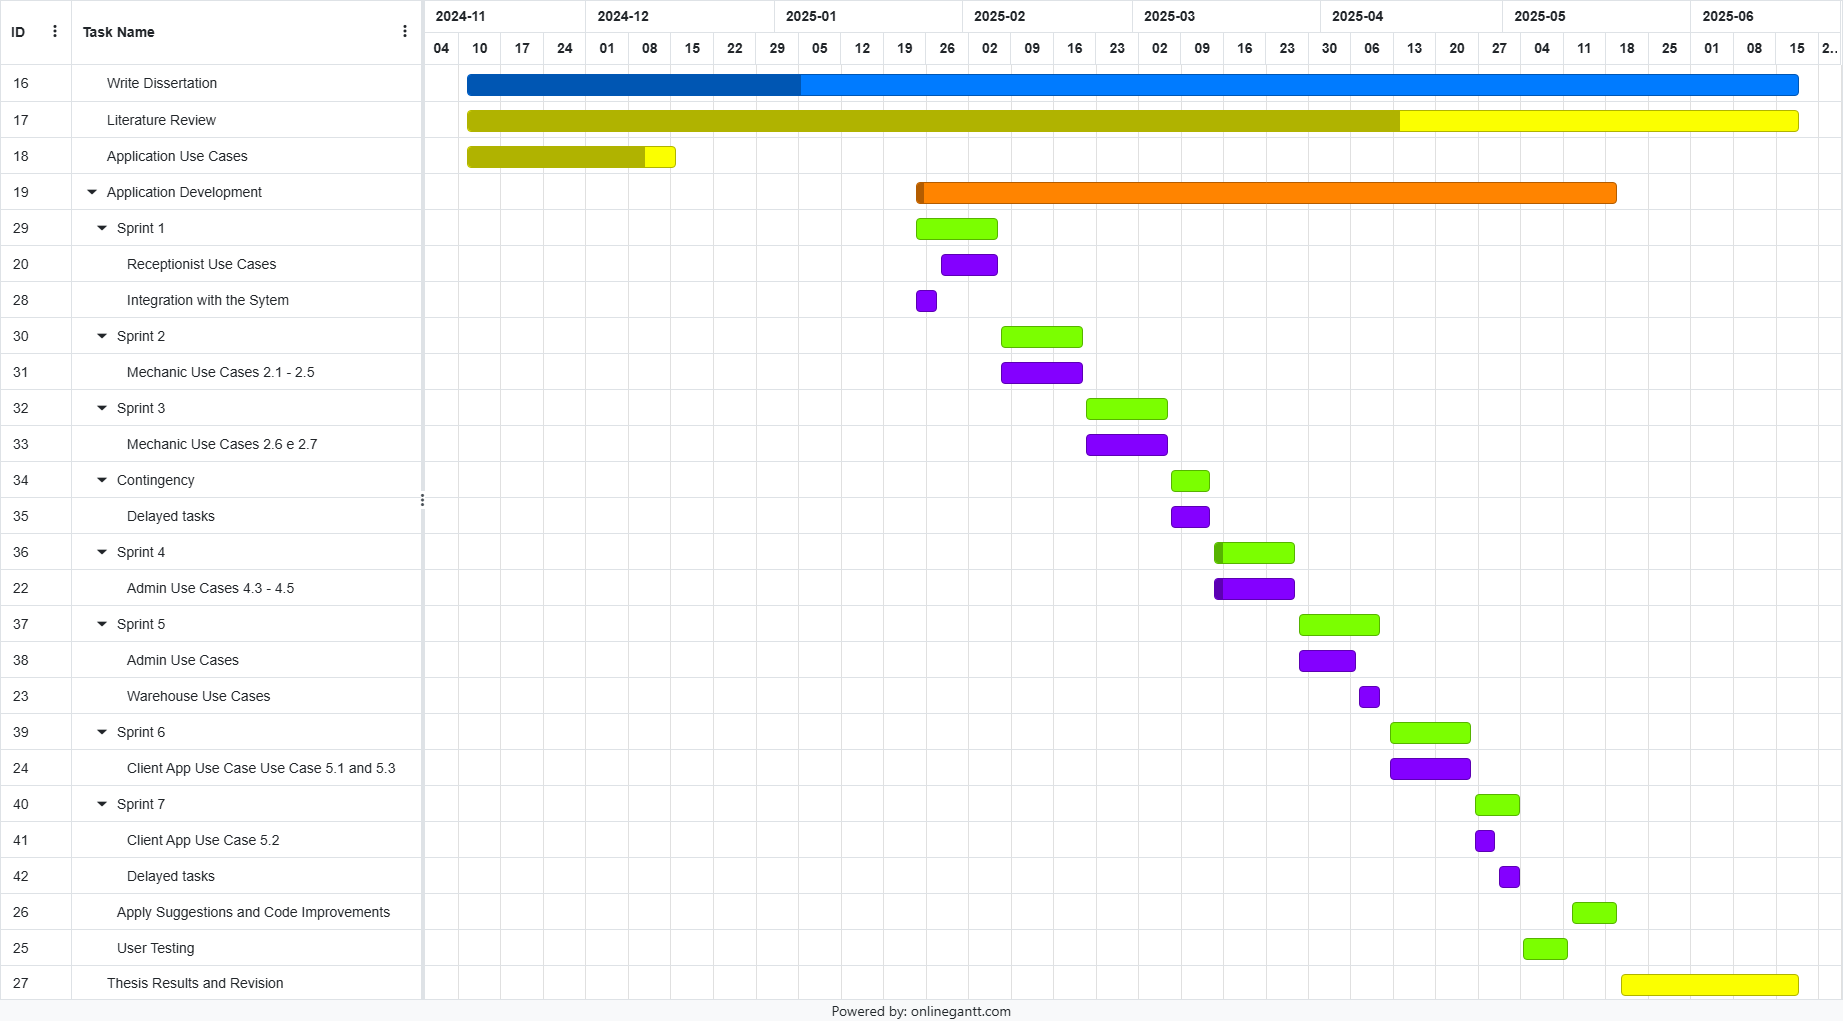 ID Task Name 2024-11 2024-12 2025-01 2025-02 2025-03 2025-04 2025-05 2025-06
04 10 17 24 01 08 15 22 29 05 12 19 26 02 09 16 23 02 09 16 23 30 06 13 20 27 04 11 18 25 01 08 15 2..
16 Write Dissertation
17 Literature Review
18 Application Use Cases
19 Application Development
29 Sprint 1
20 Receptionist Use Cases
28 Integration with the Sytem
30 Sprint 2
31 Mechanic Use Cases 2.1 - 2.5
32 Sprint 3
33 Mechanic Use Cases 2.6 e 2.7
34 Contingency
35 Delayed tasks
36 Sprint 4
22 Admin Use Cases 4.3 - 4.5
37 Sprint 5
38 Admin Use Cases
23 Warehouse Use Cases
39 Sprint 6
24 Client App Use Case Use Case 5.1 and 5.3
40 Sprint 7
41 Client App Use Case 5.2
42 Delayed tasks
26 Apply Suggestions and Code Improvements
25 User Testing
27 Thesis Results and Revision
Powered by: onlinegantt.com